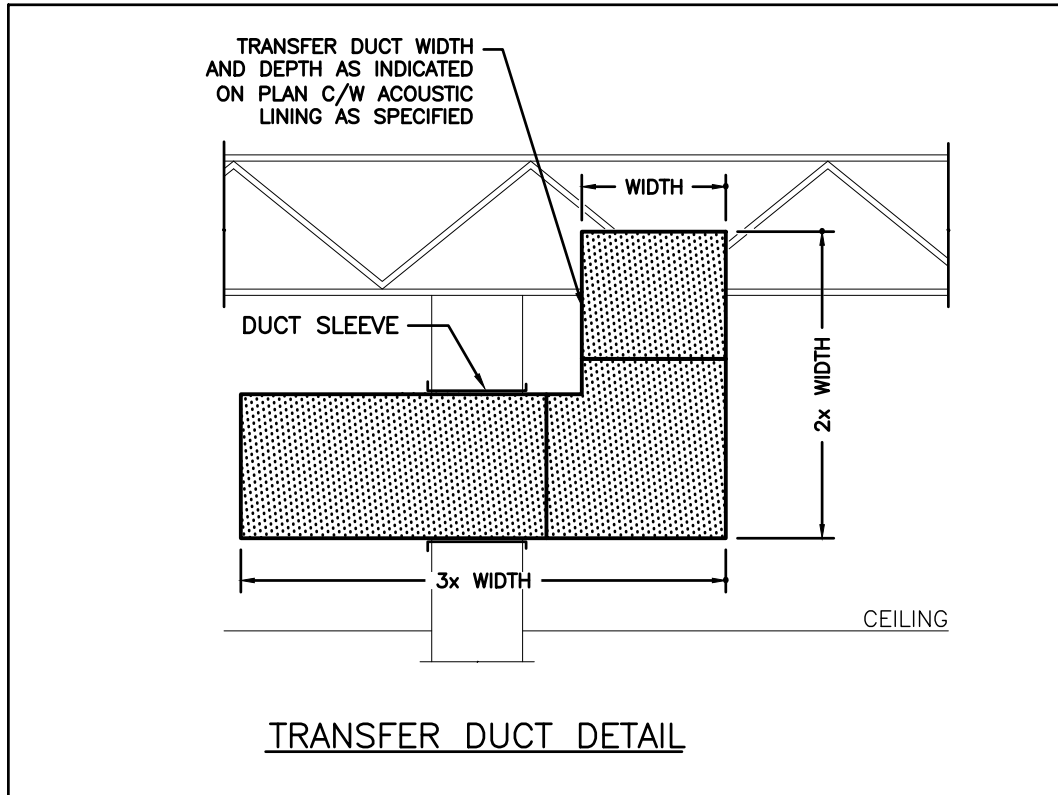 TRANSFER DUCT WIDTH
AND DEPTH AS INDICATED
ON PLAN C/W ACOUSTIC
LINING AS SPECIFIED
WIDTH
DUCT SLEEVE
2x WIDTH
3x WIDTH
CEILING
TRANSFER DUCT DETAIL